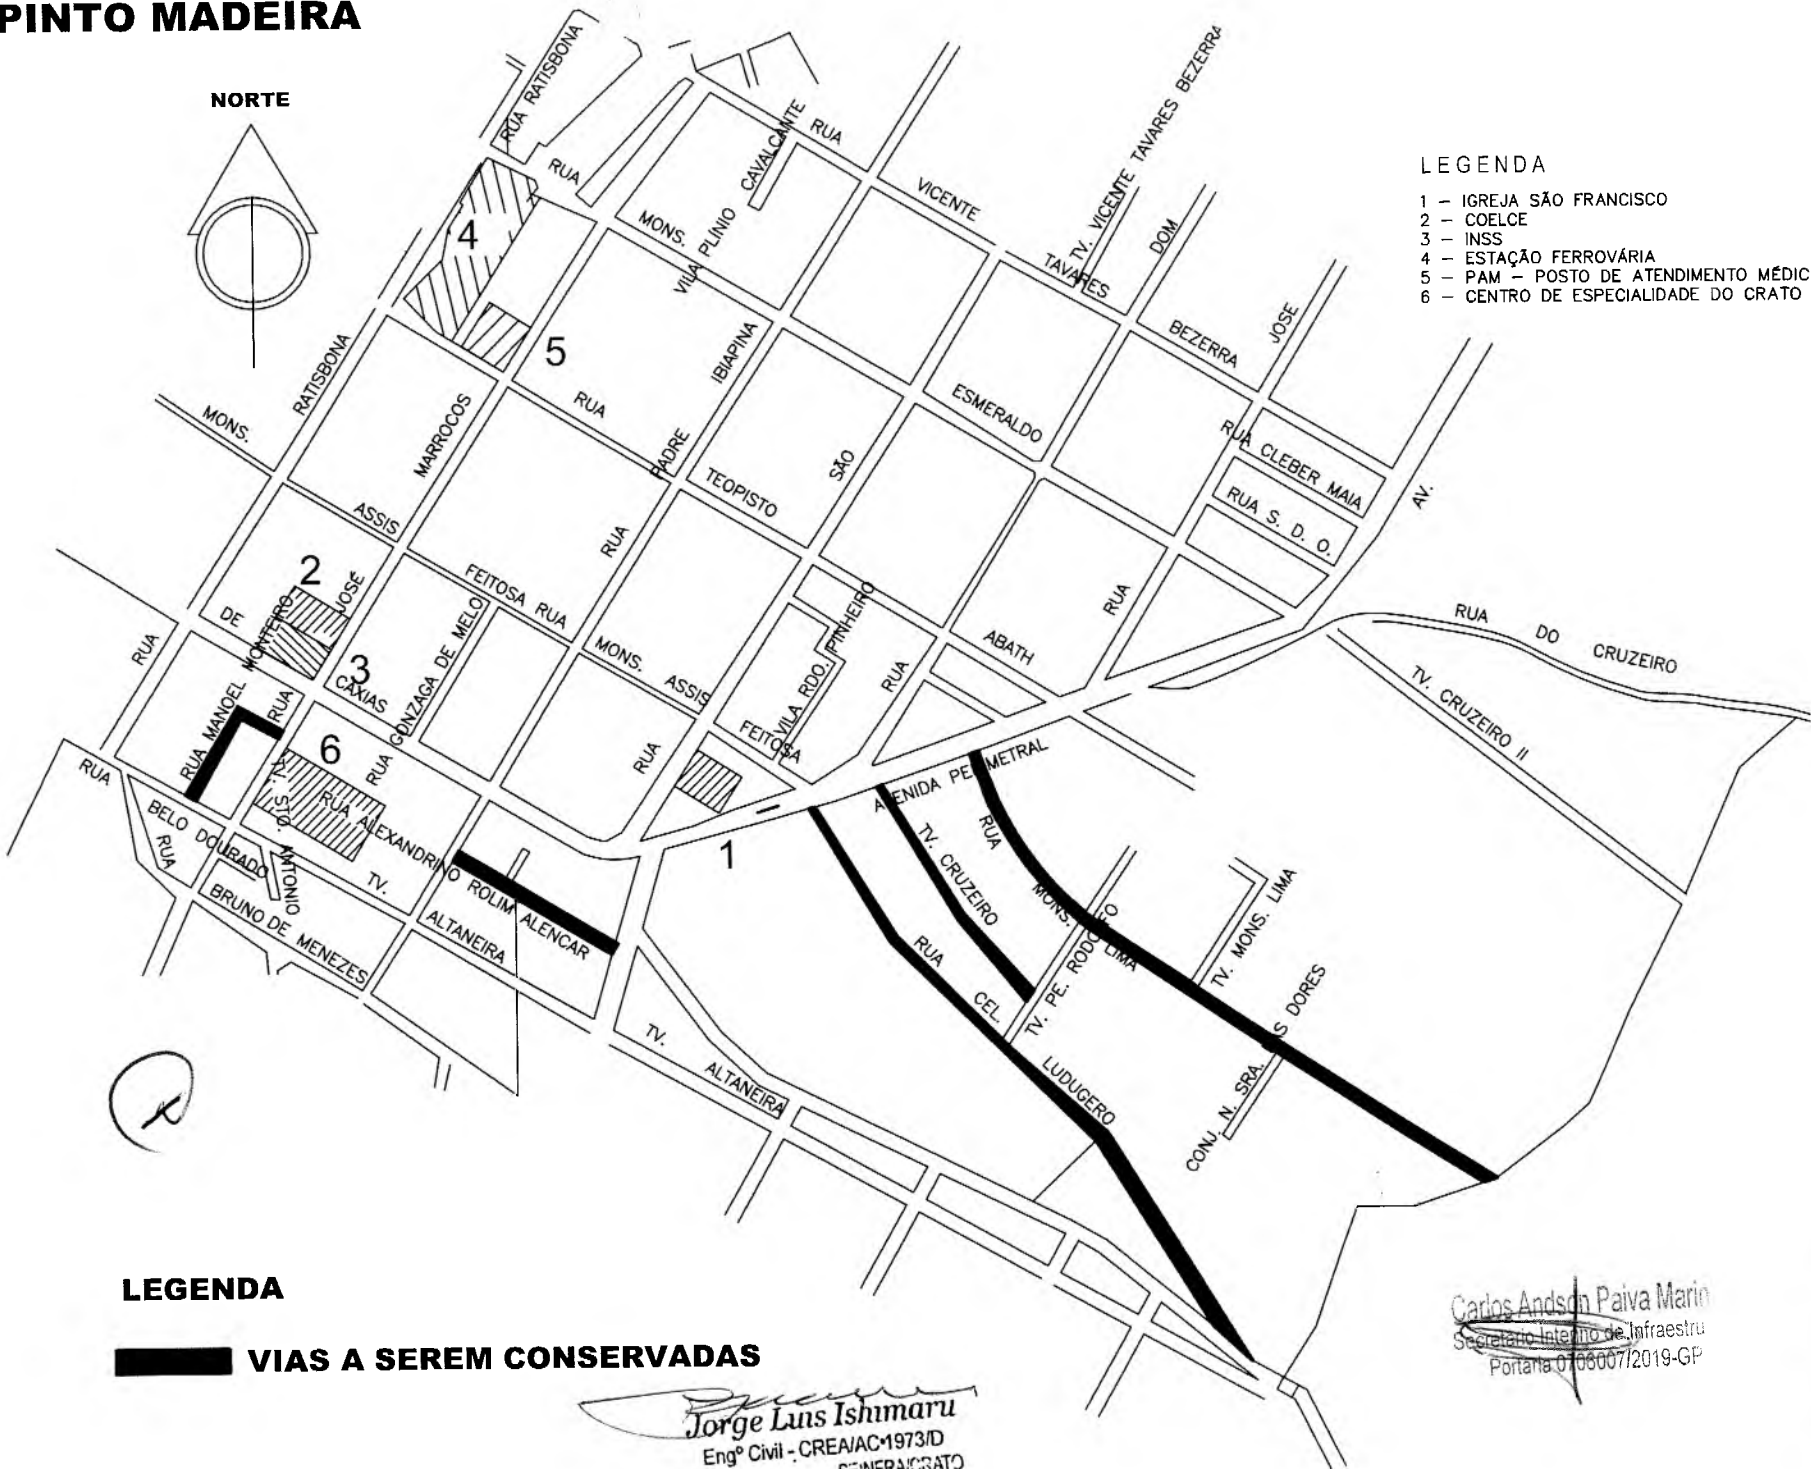 PINTO MADEIRA
NORTE
LEGENDA
1 – IGREJA SÃO FRANCISCO
2 – COELCE
3 – INSS
4 – ESTAÇÃO FERROVÁRIA
5 – PAM – POSTO DE ATENDIMENTO MÉDIC
6 – CENTRO DE ESPECIALIDADE DO CRATO
RUA RATISBONA
RUA
MONS.
VILA PLÍNIO CAVALCANTE
RUA
VICENTE
TAVARES
BEZERRA
TV. VICENTE TAVARES BEZERRA
DOM
JOSE
4
5
RATISBONA
MONS.
MARROCOS
RUA
IBIAPINA
PADRE
ESMERALDO
RUA CLEBER MAIA
RUA S. D. O.
AV.
ASSIS
TEOPISTO
SÃO
RUA
2
JOSÉ
FEITOSA RUA
RUA
DE
MONTEIRO
RUA MANOEL
RUA
3
CAXIAS
RUA GONZAGA DE MELO
MONS.
ASSIS
FEITOSA
VILA RDO. PINHEIRO
RUA
ABATH
RUA
DO
CRUZEIRO
TV. CRUZEIRO II
RUA
RUA
BELO DOURADO
RUA
TV. STO. ANTONIO
6
RUA ALEXANDRINO ROLIM ALENCAR
TV.
ALTANEIRA
BRUNO DE MENEZES
RUA
1
AVENIDA PERIMETRAL
RUA
MONS.
LIMA
TV. CRUZEIRO
RUA
CEL.
LUDUGERO
TV. PE. RODOLFO
TV. MONS. LIMA
CONJ. N. SRA. DAS DORES
TV.
ALTANEIRA
LEGENDA
VIAS A SEREM CONSERVADAS
Jorge Luis Ishimaru
Engº Civil - CREA/AC 1973/D
Carlos Andson Paiva Marin
Secretário Interino de Infraestru
Portaria 0706007/2019-GP